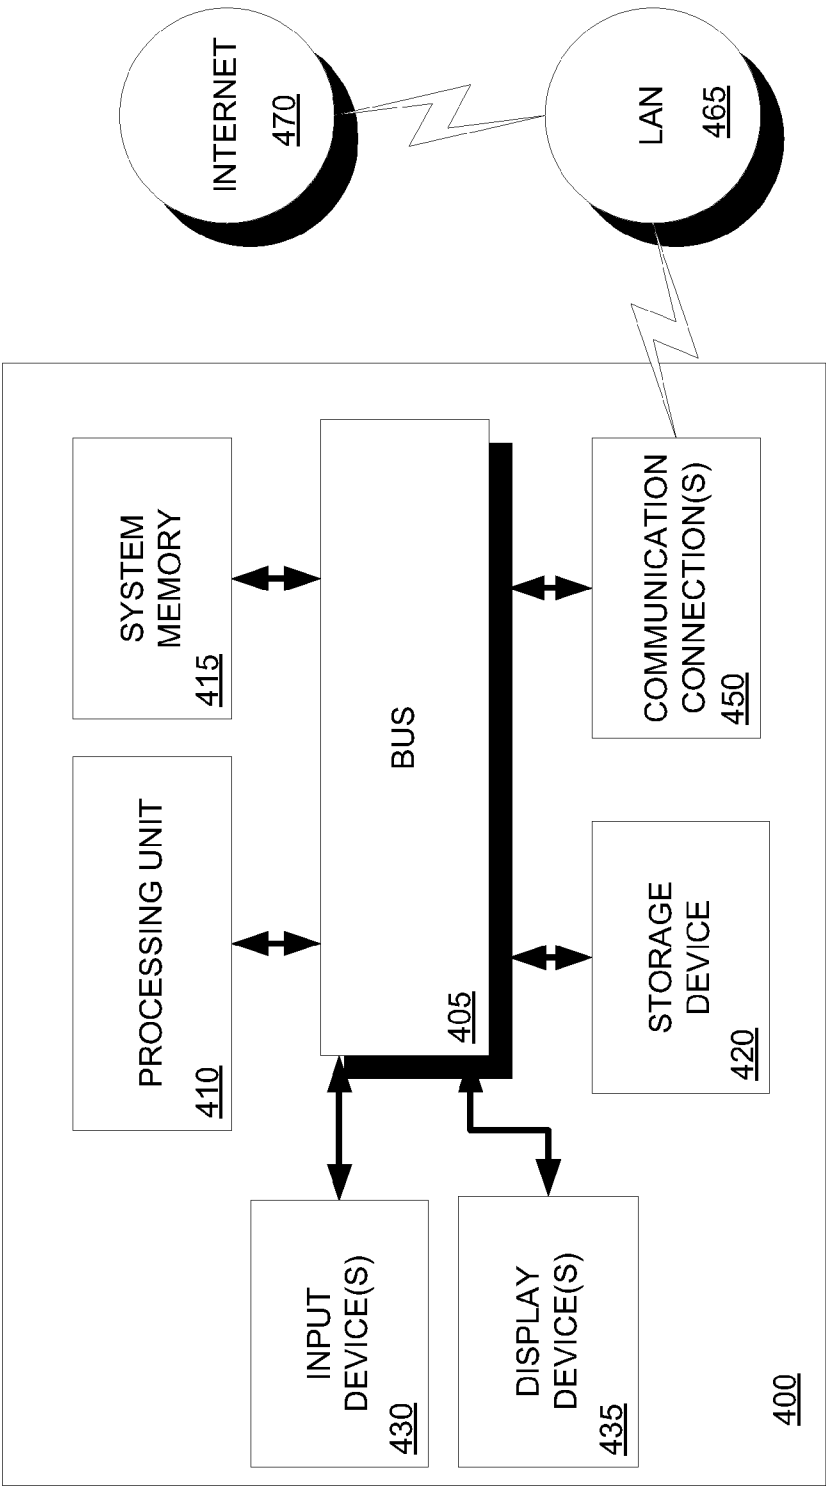 PROCESSING UNIT
410
SYSTEM
MEMORY
415
INTERNET
470
INPUT
DEVICE(S)
430
BUS
405
DISPLAY
DEVICE(S)
435
STORAGE
DEVICE
420
COMMUNICATION
CONNECTION(S)
450
LAN
465
400